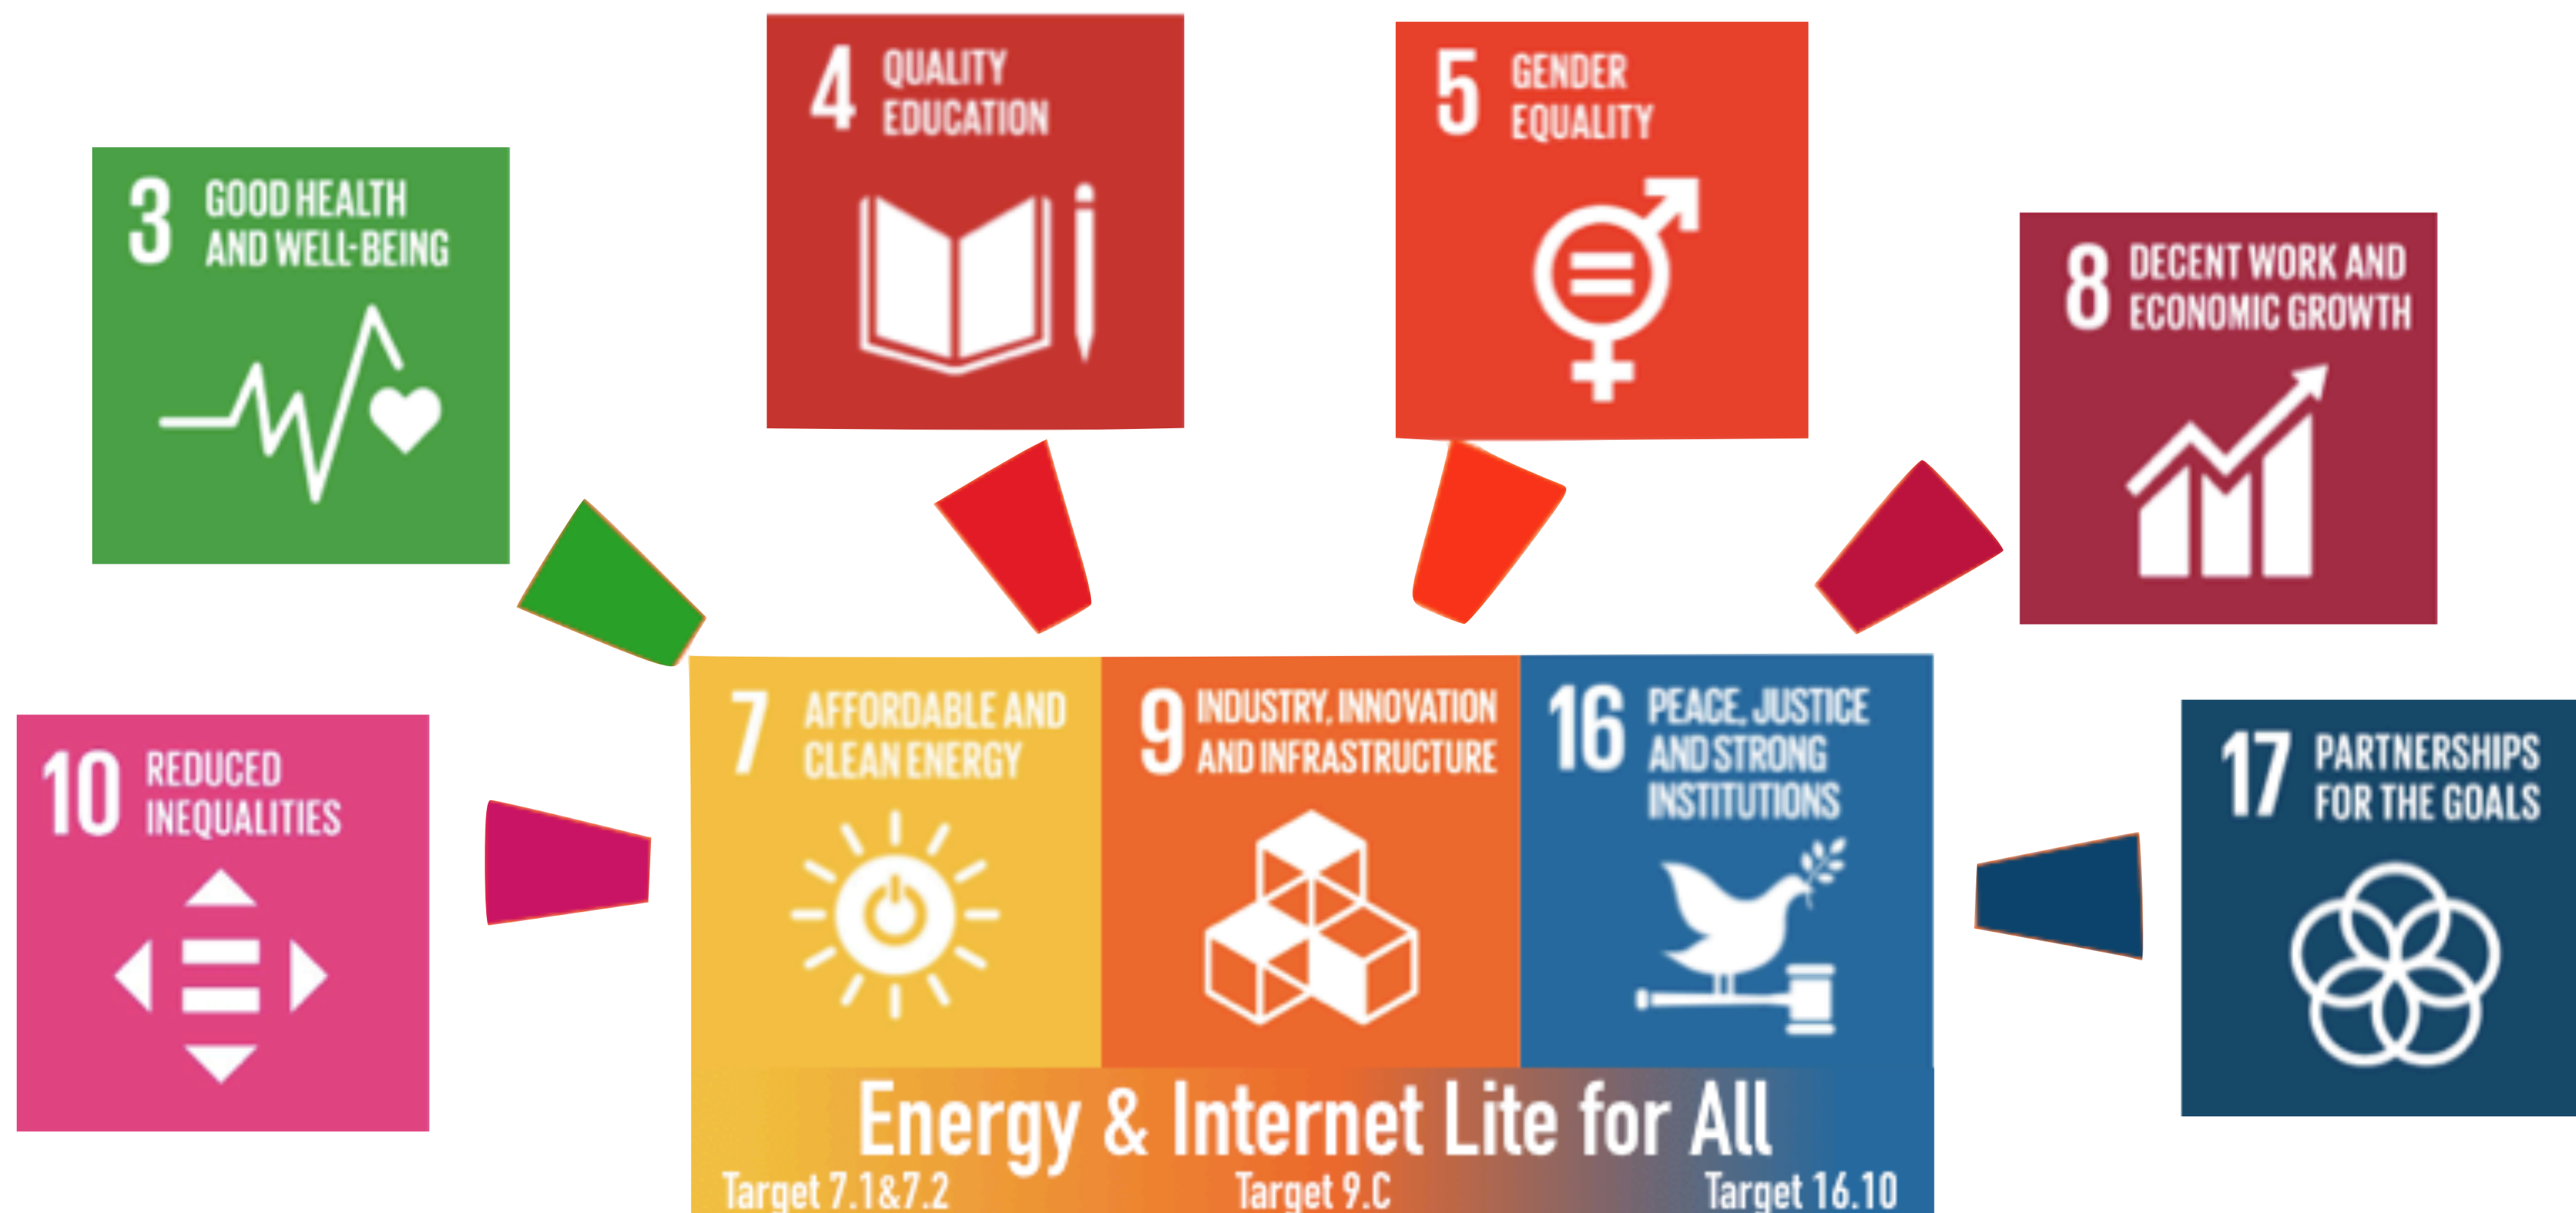 4 QUALITY
EDUCATION
5 GENDER
EQUALITY
3 GOOD HEALTH
AND WELL-BEING
8 DECENT WORK AND
ECONOMIC GROWTH
10 REDUCED
INEQUALITIES
7 AFFORDABLE AND
CLEAN ENERGY
9 INDUSTRY, INNOVATION
AND INFRASTRUCTURE
16 PEACE, JUSTICE
AND STRONG
INSTITUTIONS
17 PARTNERSHIPS
FOR THE GOALS
Energy & Internet Lite for All
Target 7.1&7.2
Target 9.C
Target 16.10